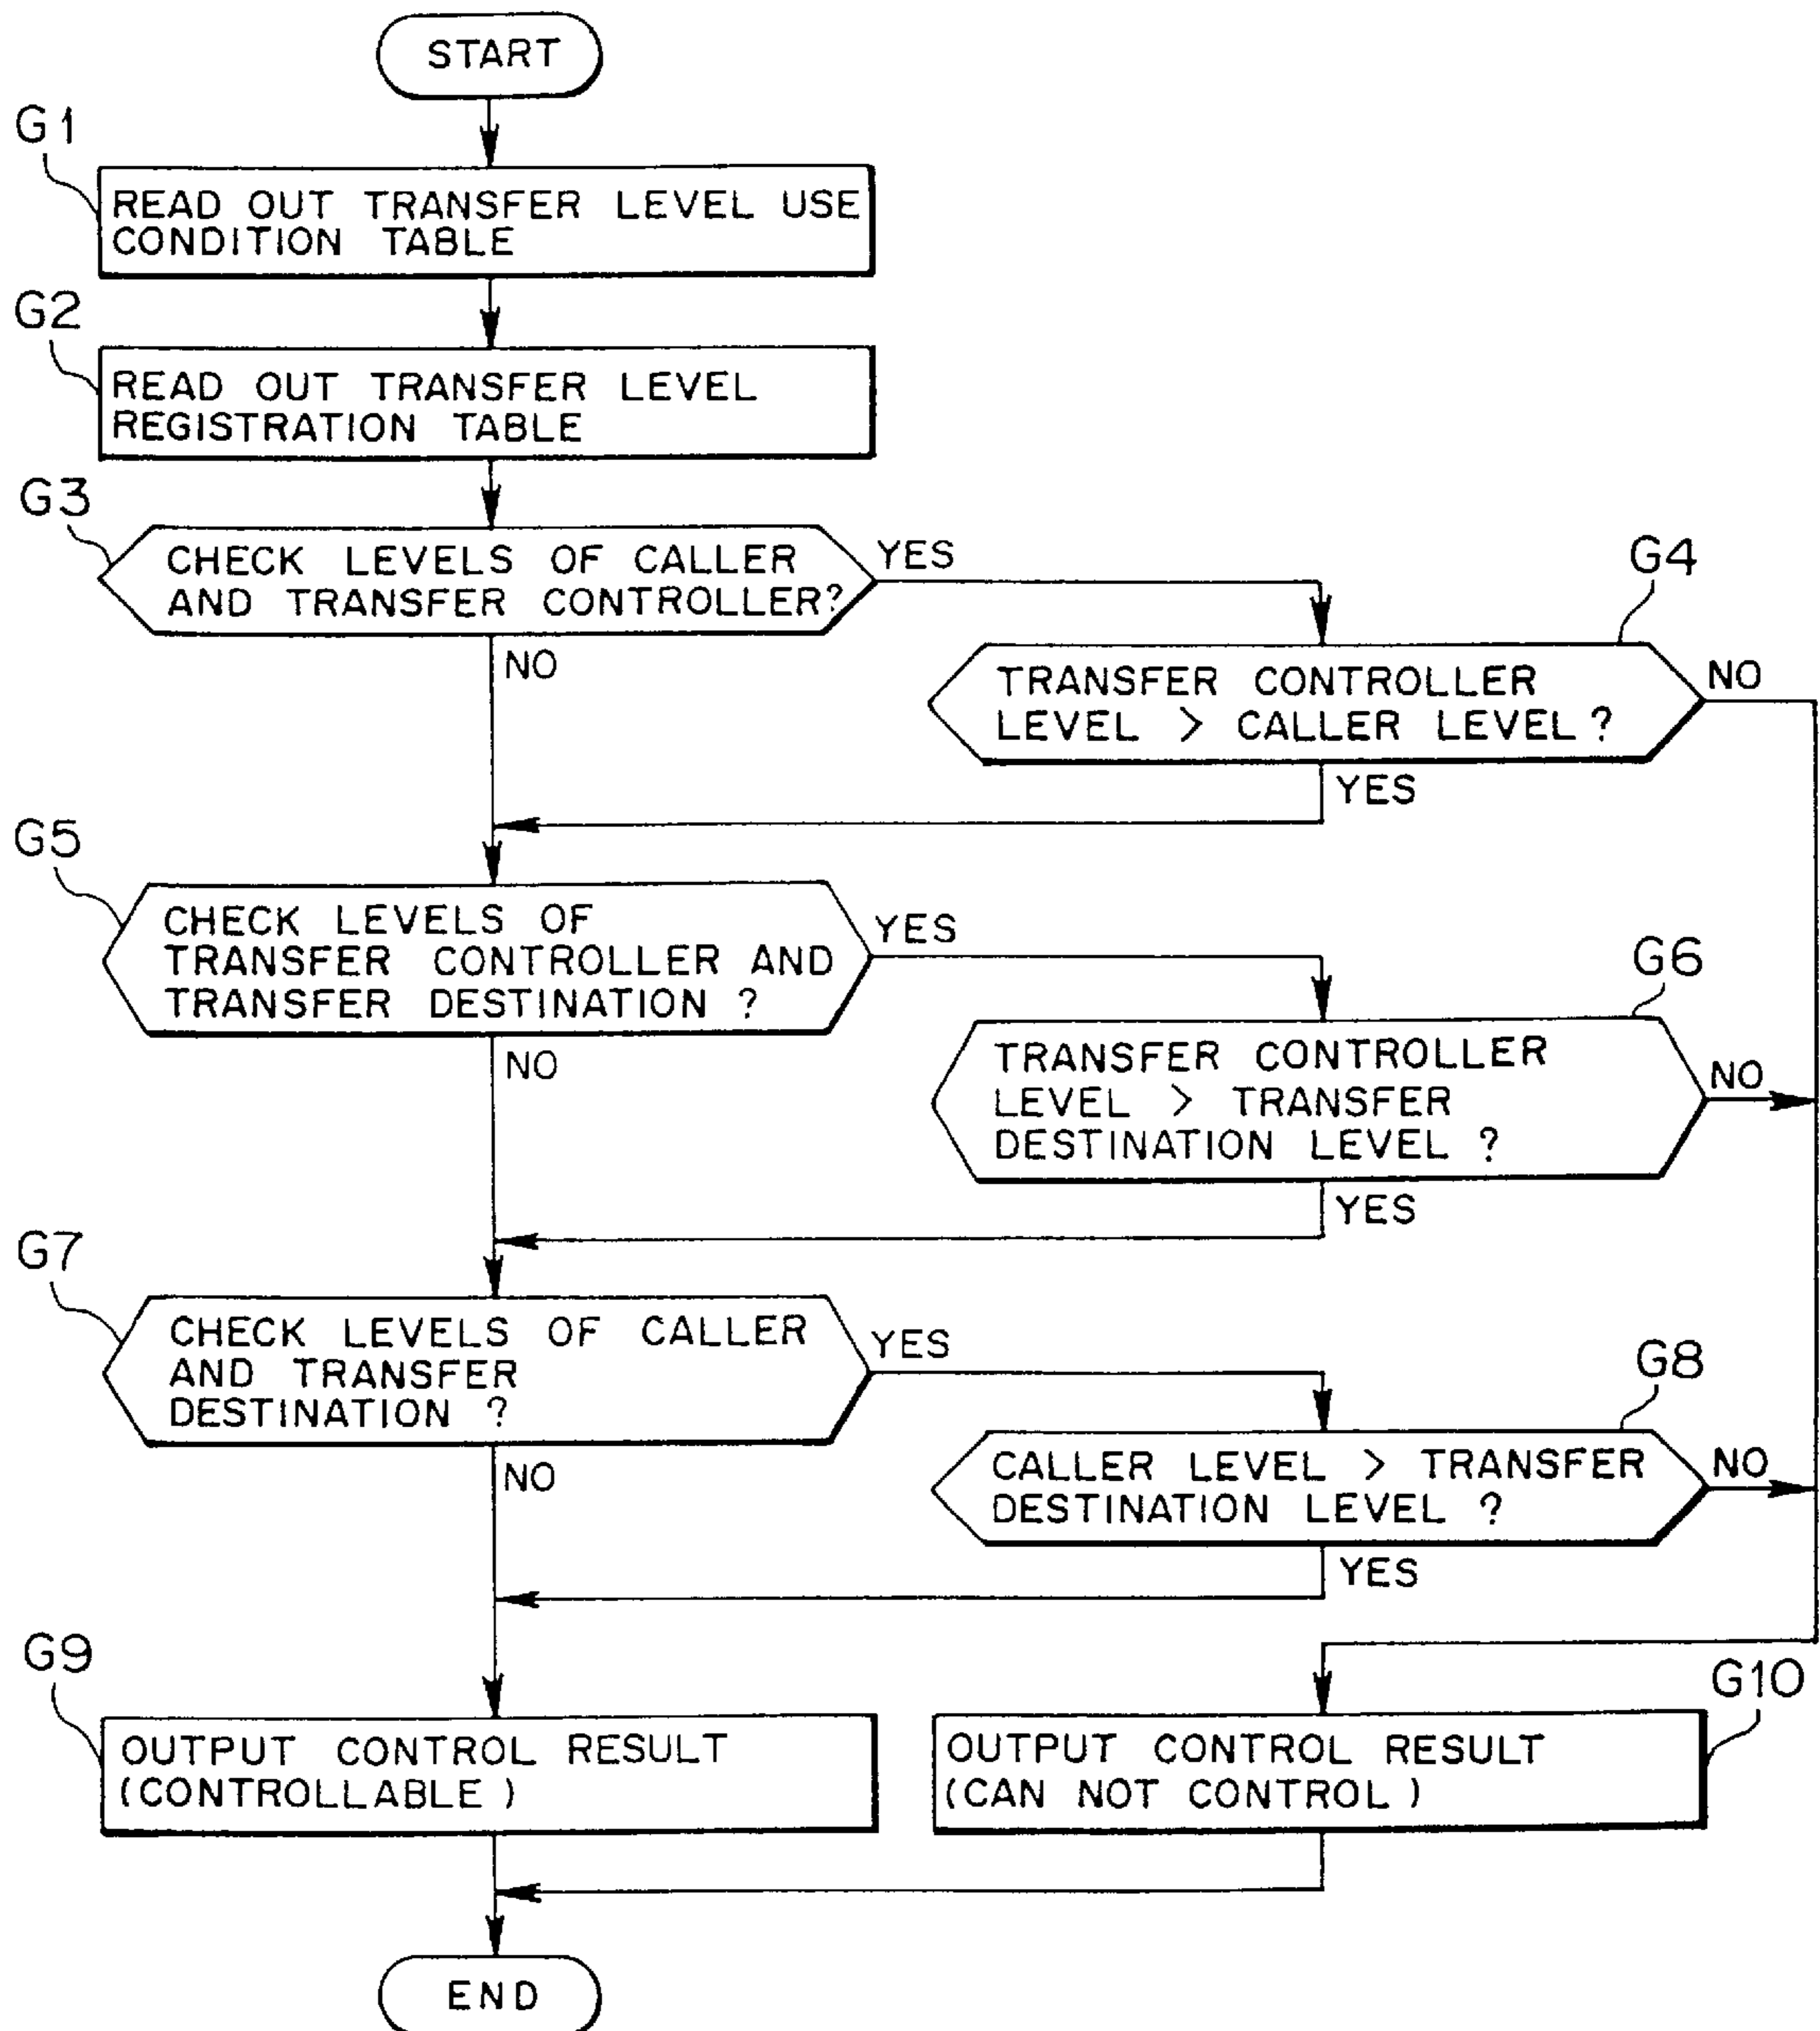 START
G1
READ OUT TRANSFER LEVEL USE
CONDITION TABLE
G2
READ OUT TRANSFER LEVEL
REGISTRATION TABLE
G3
CHECK LEVELS OF CALLER
AND TRANSFER CONTROLLER?
YES
NO
G4
TRANSFER CONTROLLER
LEVEL > CALLER LEVEL?
NO
YES
G5
CHECK LEVELS OF
TRANSFER CONTROLLER AND
TRANSFER DESTINATION ?
YES
NO
G6
TRANSFER CONTROLLER
LEVEL > TRANSFER
DESTINATION LEVEL ?
NO
YES
G7
CHECK LEVELS OF CALLER
AND TRANSFER
DESTINATION ?
YES
NO
G8
CALLER LEVEL > TRANSFER
DESTINATION LEVEL ?
NO
YES
G9
OUTPUT CONTROL RESULT
(CONTROLLABLE)
G10
OUTPUT CONTROL RESULT
(CAN NOT CONTROL)
END